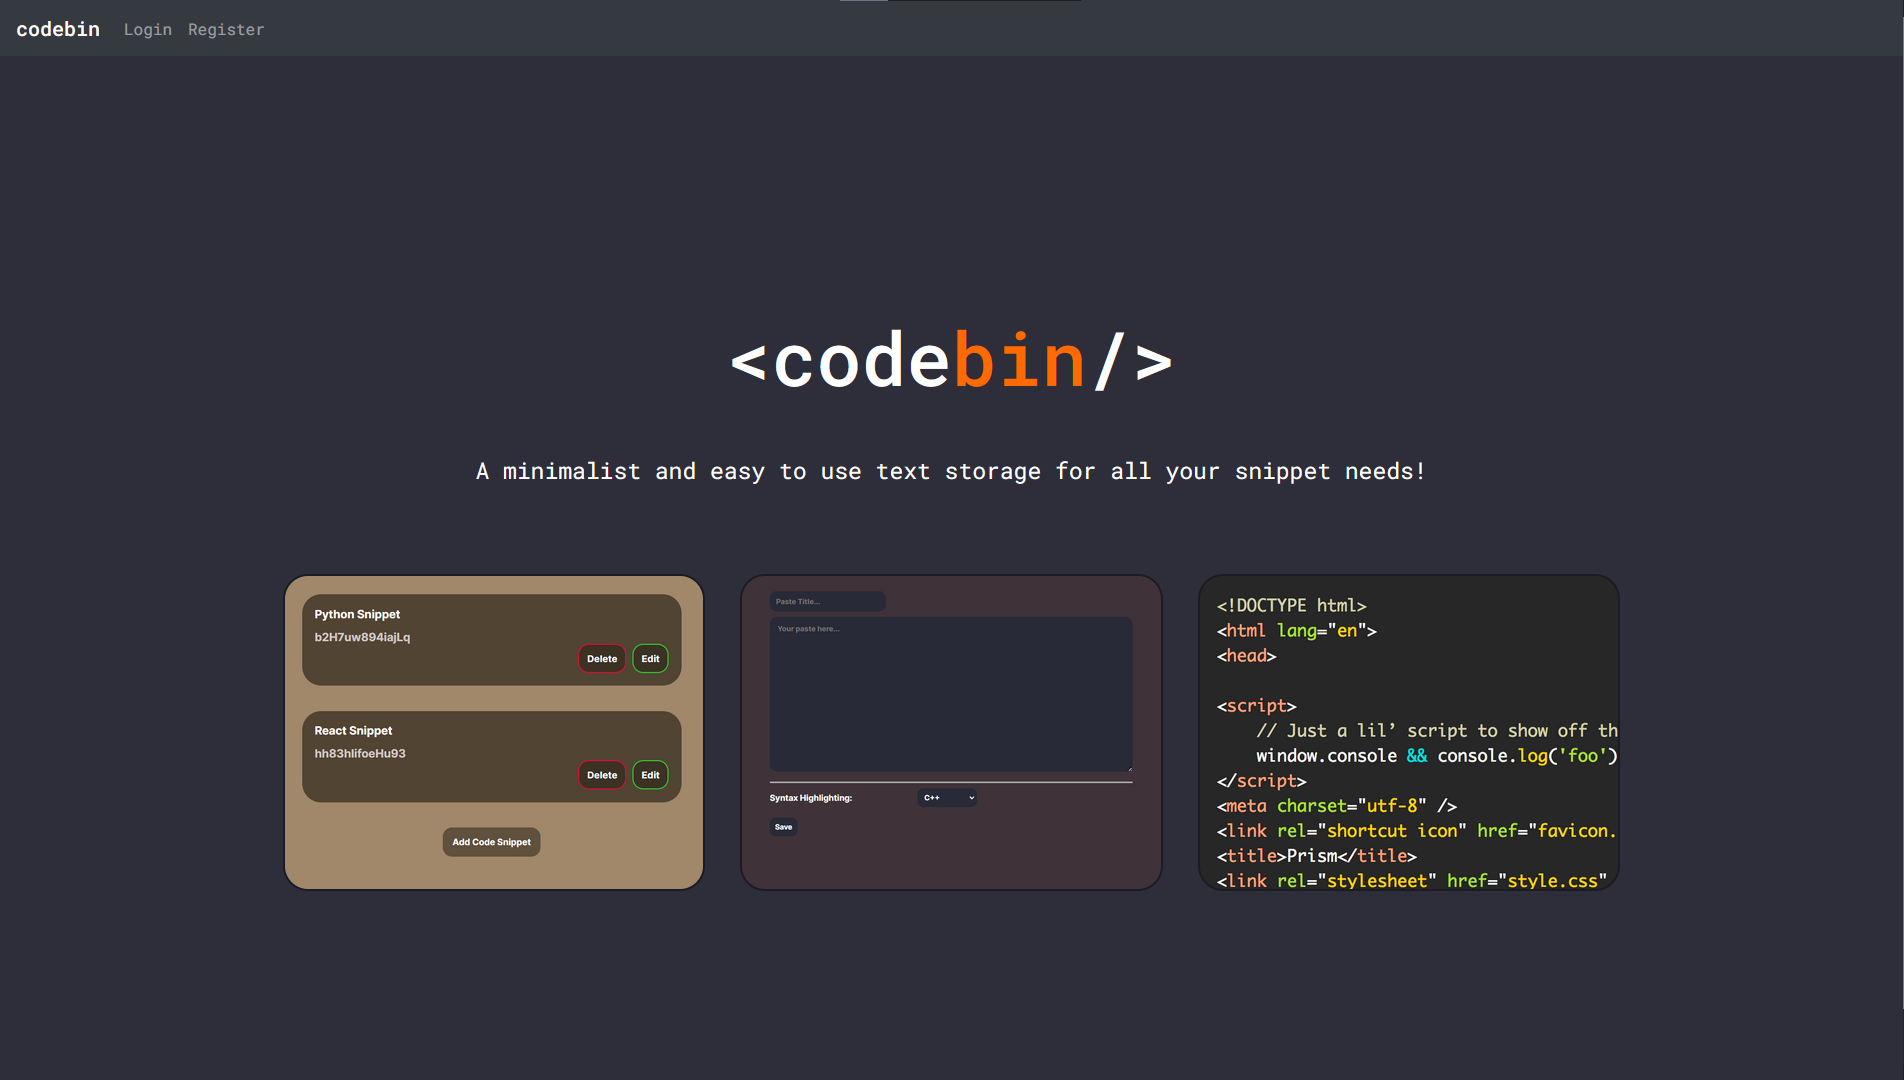 codebin Login Register
<codebin/>
A minimalist and easy to use text storage for all your snippet needs!
Python Snippet
b2H7uw894iajLq
Delete Edit
React Snippet
hh83hlifoeHu93
Delete Edit
Add Code Snippet
Paste Title...
Your paste here...
Syntax Highlighting: C++
Save
<!DOCTYPE html>
<html lang="en">
<head>
<script>
// Just a lil’ script to show off th
window.console && console.log('foo')
</script>
<meta charset="utf-8" />
<link rel="shortcut icon" href="favicon.
<title>Prism</title>
<link rel="stylesheet" href="style.css"